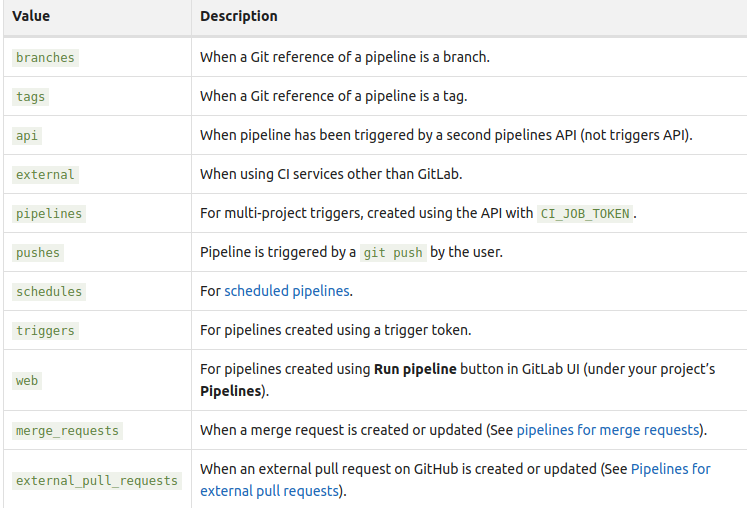 Value Description
branches When a Git reference of a pipeline is a branch.
tags When a Git reference of a pipeline is a tag.
api When pipeline has been triggered by a second pipelines API (not triggers API).
external When using CI services other than GitLab.
pipelines For multi-project triggers, created using the API with CI_JOB_TOKEN.
pushes Pipeline is triggered by a git push by the user.
schedules For scheduled pipelines.
triggers For pipelines created using a trigger token.
web For pipelines created using Run pipeline button in GitLab UI (under your project's
Pipelines).
merge_requests When a merge request is created or updated (See pipelines for merge requests).
external_pull_requests When an external pull request on GitHub is created or updated (See Pipelines for
external pull requests).